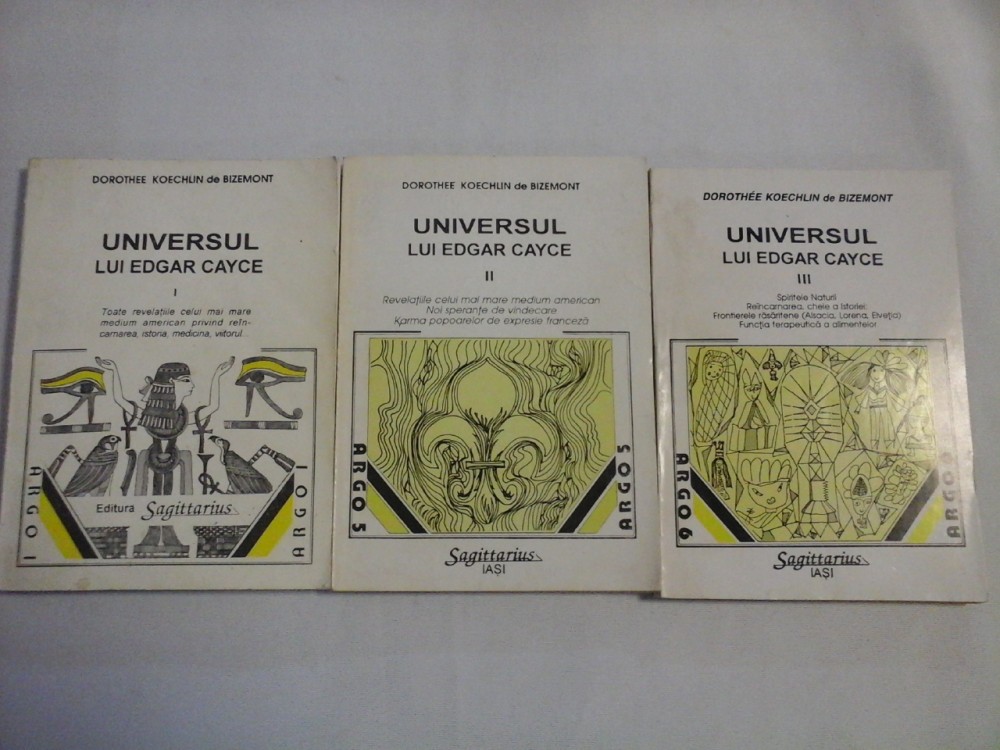 DOROTHEE KOECHLIN de BIZEMONT
UNIVERSUL
LUI EDGAR CAYCE
I
Toate revelațiile celui mai mare
medium american privind reîn-
carnarea, istoria, medicina, viitorul...
ARGO 1
ARGO 1
Editura Sagittarius
DOROTHEE KOECHLIN de BIZEMONT
UNIVERSUL
LUI EDGAR CAYCE
II
Revelațiile celui mai mare medium american
Noi speranțe de vindecare
Karma popoarelor de expresie franceză
ARGO 5
ARGO 5
Sagittarius
IAȘI
DOROTHÉE KOECHLIN de BIZEMONT
UNIVERSUL
LUI EDGAR CAYCE
III
Spiritele Naturii
Reîncarnarea, cheie a Istoriei:
Frontierele răsăritene (Alsacia, Lorena, Elveția)
Funcția terapeutică a alimentelor
ARGO 6
ARGO 6
Sagittarius
IAȘI